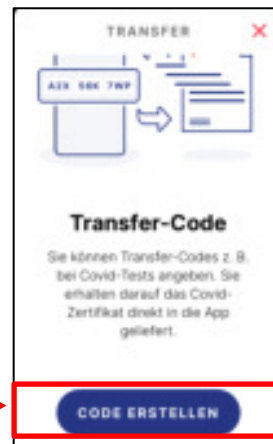 TRANSFER
A2X 58K 7WP
Transfer-Code
Sie können Transfer-Codes z. B.
bei Covid-Tests angeben. Sie
erhalten darauf das Covid-
Zertifikat direkt in die App
geliefert.
CODE ERSTELLEN